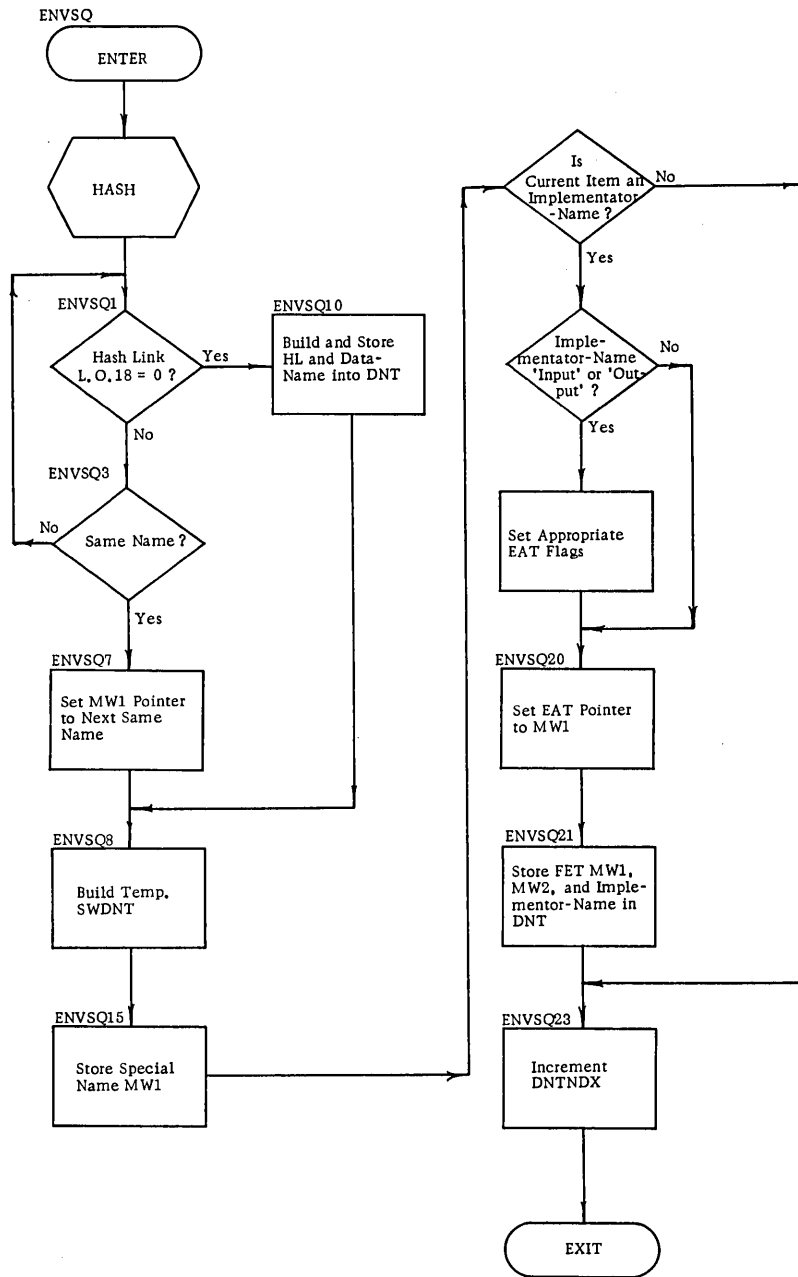 ENVSQ
ENTER
HASH
ENVSQ1
Hash Link
L.O.18 = 0 ?
Yes
No
ENVSQ10
Build and Store
HL and Data-
Name into DNT
ENVSQ3
Same Name ?
No
Yes
ENVSQ7
Set MW1 Pointer
to Next Same
Name
ENVSQ8
Build Temp.
SWDNT
ENVSQ15
Store Special
Name MW1
Is
Current Item an
Implementator
-Name ?
No
Yes
Imple-
mentator-Name
'Input' or 'Out-
put' ?
No
Yes
Set Appropriate
EAT Flags
ENVSQ20
Set EAT Pointer
to MW1
ENVSQ21
Store FET MW1,
MW2, and Imple-
mentor-Name in
DNT
ENVSQ23
Increment
DNTNDX
EXIT